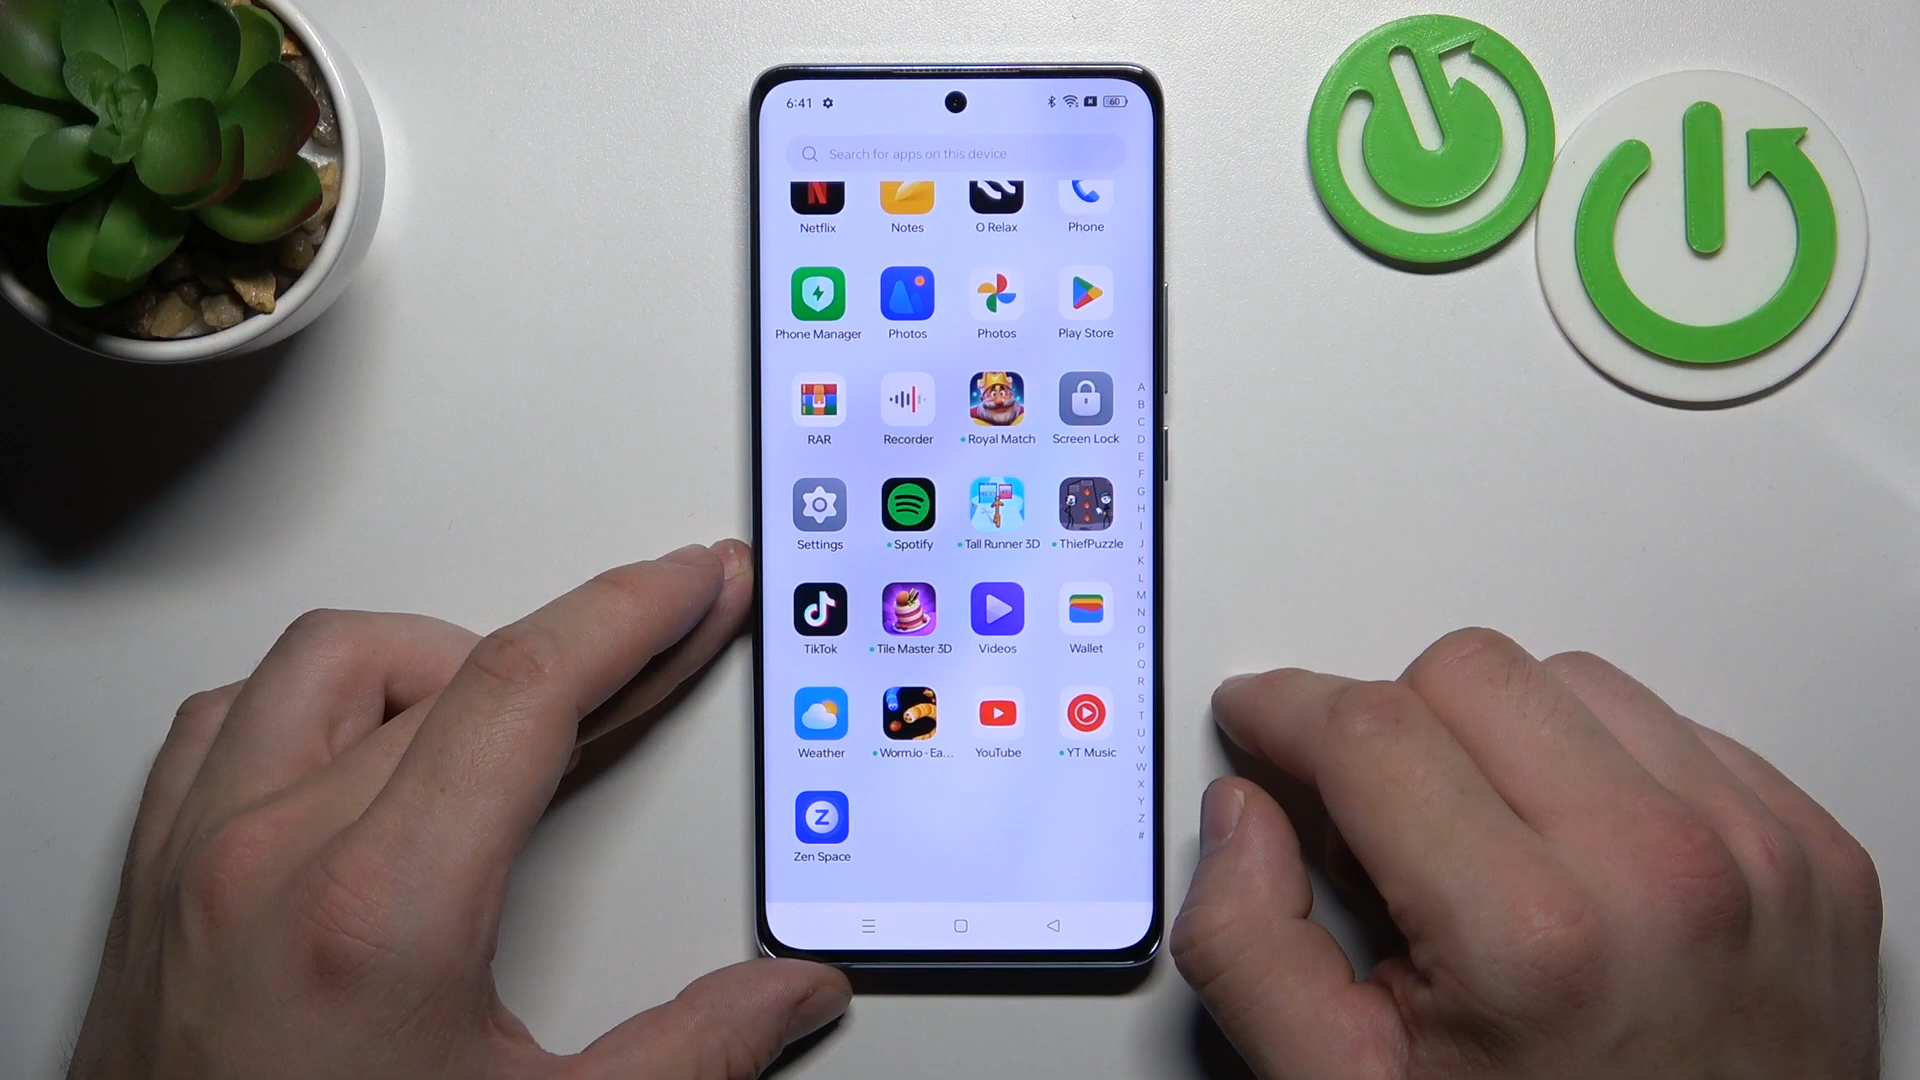 6:41 60
Search for apps on this device
Netflix Notes O Relax Phone
Phone Manager Photos Photos Play Store
RAR Recorder Royal Match Screen Lock
Settings Spotify Tall Runner 3D ThiefPuzzle
TikTok Tile Master 3D Videos Wallet
Weather Worm.io - Ea... YouTube YT Music
Z
Zen Space
A
B
C
D
E
F
G
H
I
J
K
L
M
N
O
P
Q
R
S
T
U
V
W
X
Y
Z
#